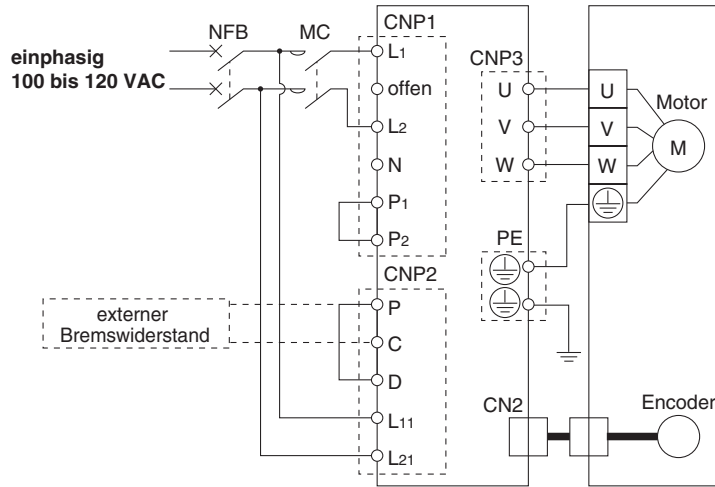 NFB
MC
CNP1
einphasig
100 bis 120 VAC
L1
offen
L2
N
P1
P2
CNP3
U
V
W
U
V
W
Motor
M
PE
CNP2
externer
Bremswiderstand
P
C
D
L11
L21
CN2
Encoder